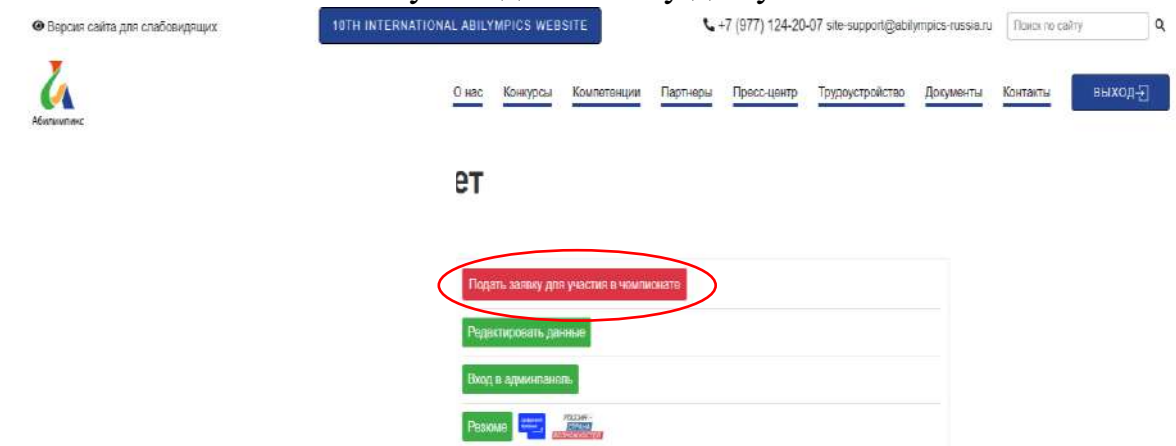 Версия сайта для слабовидящих
10TH INTERNATIONAL ABILYMPICS WEBSITE
+7 (977) 124-20-07 site-support@abilympics-russia.ru
Поиск по сайту
Абилимпикс
О нас Конкурсы Компетенции Партнеры Пресс-центр Трудоустройство Документы Контакты ВЫХОД
ет
Подать заявку для участия в чемпионате
Редактировать данные
Вход в админпанель
Резюме
РОССИЯ -
СТРАНА
ВОЗМОЖНОСТЕЙ